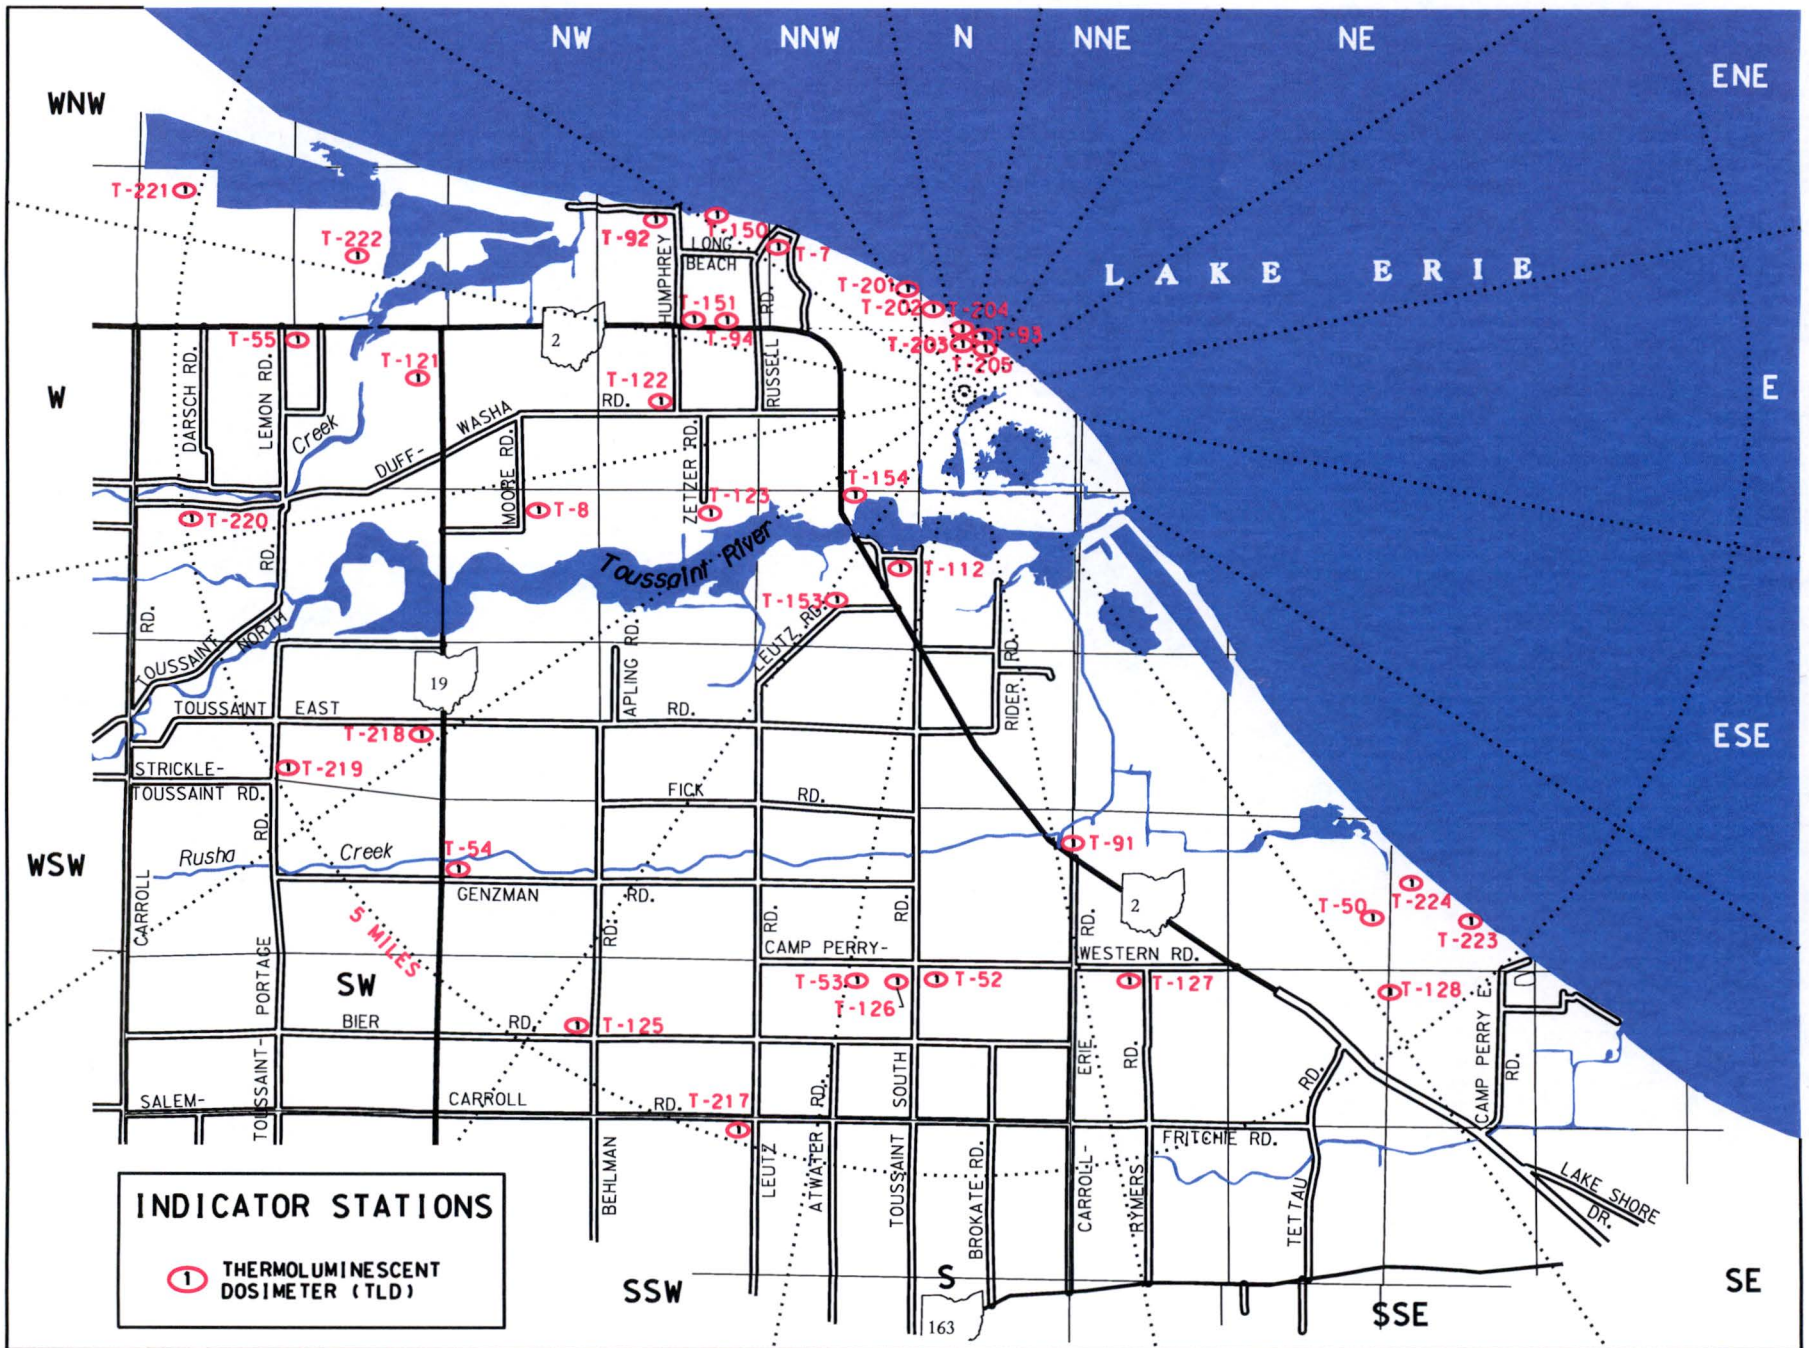 NW
NNW
N
NNE
NE
ENE
WNW
T-221
T-222
T-92
T-150
T-7
LONG
BEACH
HUMPHREY
RD.
LAKE ERIE
T-201
T-202
T-204
T-151
T-94
T-93
T-203
T-205
2
T-55
T-121
T-122
RD.
RUSSELL
W
E
DARSCH RD.
LEMON RD.
Creek
DUFF-
WASHA
MOORE RD.
ZETZER RD.
T-154
T-123
T-8
T-220
RD.
Toussaint River
T-112
T-153
LEUTZ RD.
RD.
TOUSSAINT
NORTH
19
APLING RD.
RIDER RD.
TOUSSAINT EAST RD.
T-218
ESE
T-219
STRICKLE-
TOUSSAINT RD.
FICK RD.
RD.
T-54
T-91
WSW
Rusha Creek
GENZMAN RD.
CARROLL
5 MILES
RD.
RD.
RD.
RD.
2
T-50
T-224
T-223
CAMP PERRY-
WESTERN RD.
PORTAGE
SW
T-53
T-126
T-52
T-127
T-128
BIER RD.
T-125
ERIE
RD.
CAMP PERRY E.
RD.
SALEM-
CARROLL
RD.
T-217
RD.
SOUTH
RD.
TOUSSAINT-
FRITCHIE RD.
BEHLMAN
LEUTZ
ATWATER
TOUSSAINT
BROKATE RD.
CARROLL-
RYMERS
TETTAU
LAKE SHORE
DR.
INDICATOR STATIONS
1 THERMOLUMINESCENT
DOSIMETER (TLD)
SSW
S
163
SSE
SE